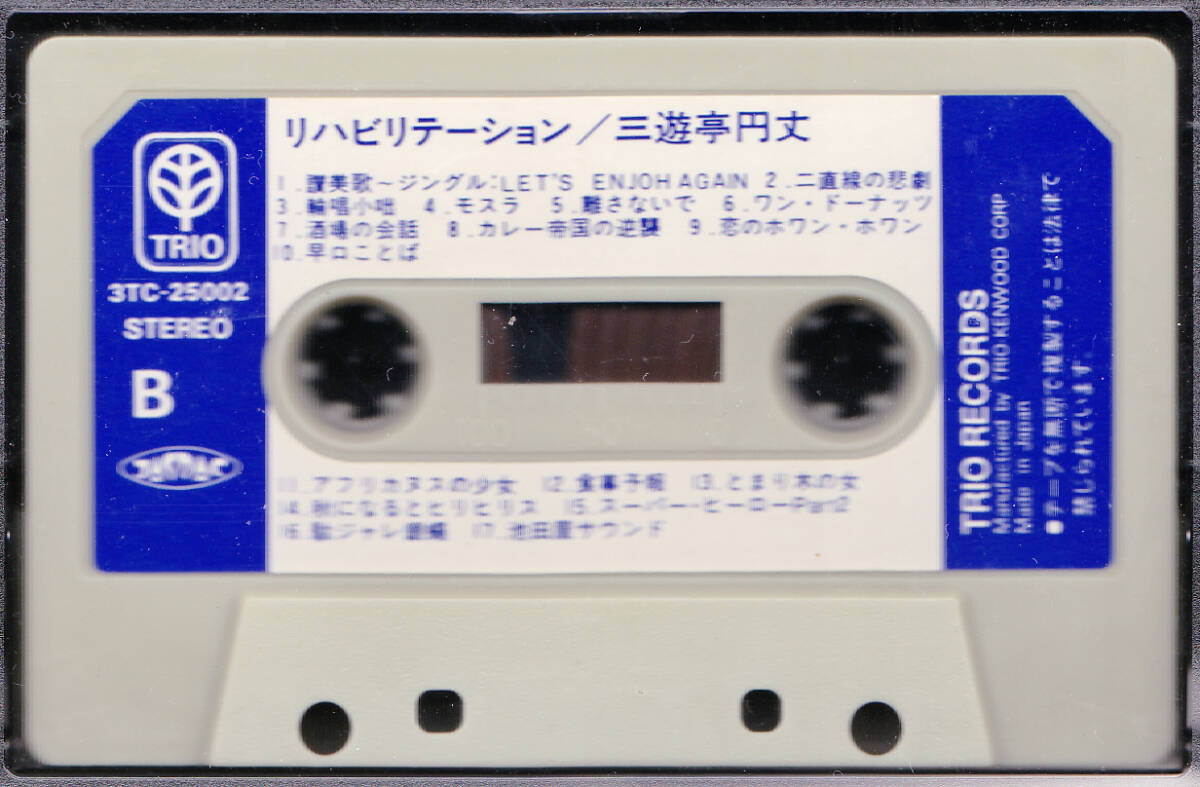 TRIO
3TC-25002
STEREO
B
リハビリテーション/三遊亭円丈
1.讃美歌~ジングル:LET'S ENJOH AGAIN 2.二直線の悲劇
3.輪唱小咄 4.モスラ 5.離さないで 6.ワン・ドーナッツ
7.酒場の会話 8.カレー帝国の逆襲 9.恋のホワン・ホワン
10.早口ことば
11.アフリカヌスの少女 12.食事予報 13.とまり木の女
14.秋になるとヒリヒリス 15.スーパー・ヒーローPart2
16.駄ジャレ 17.池田屋サウンド
TRIO RECORDS
Manufactured by TRIO KENWOOD CORP
Made in Japan
●テープを無断で複製することは法律で
禁じられています。